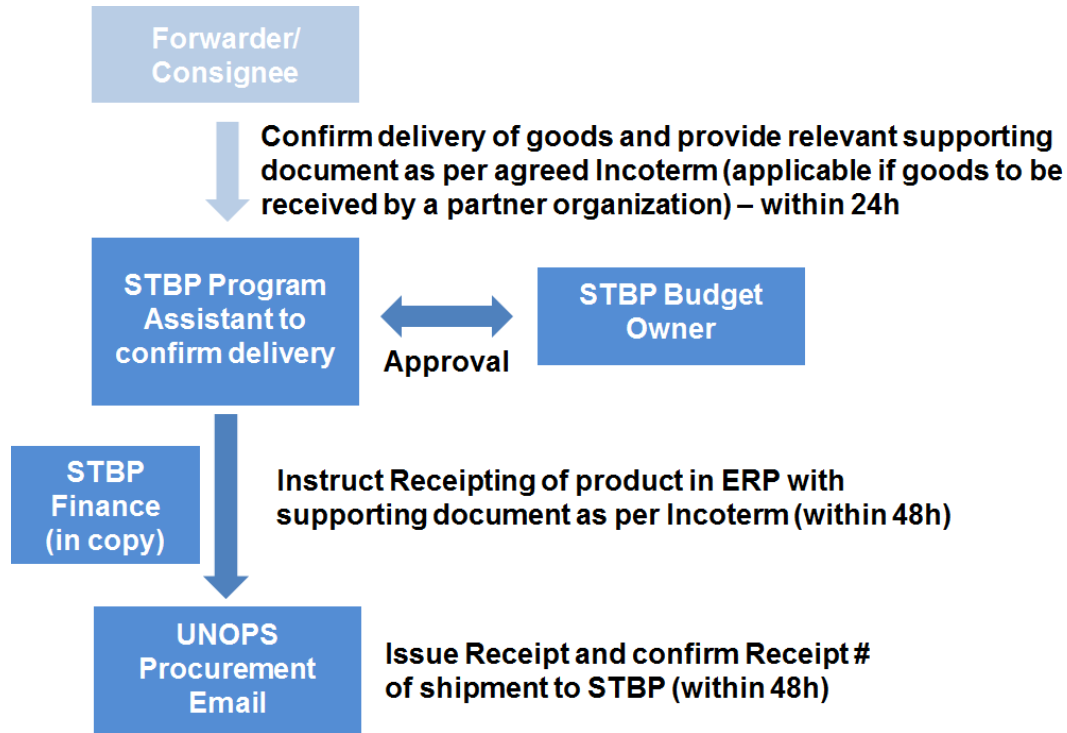 Forwarder/
Consignee
Confirm delivery of goods and provide relevant supporting
document as per agreed Incoterm (applicable if goods to be
received by a partner organization) – within 24h
STBP Program
Assistant to
confirm delivery
Approval
STBP Budget
Owner
STBP
Finance
(in copy)
Instruct Receipting of product in ERP with
supporting document as per Incoterm (within 48h)
UNOPS
Procurement
Email
Issue Receipt and confirm Receipt #
of shipment to STBP (within 48h)